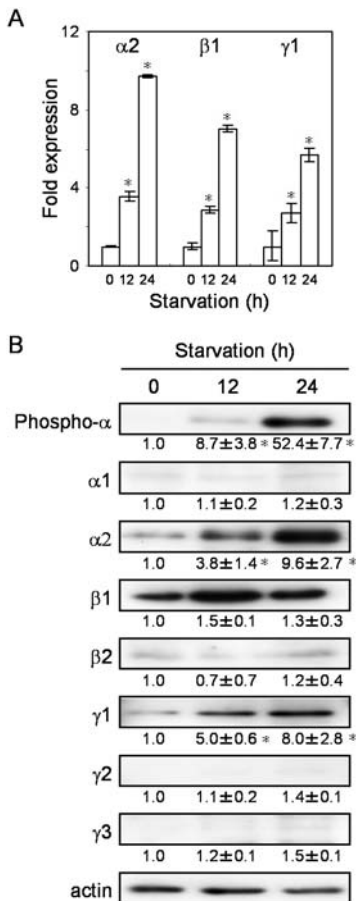 A
12
8
4
0
Fold expression
α2 β1 γ1
* * * * * *
0 12 24 0 12 24 0 12 24
Starvation (h)
B
Starvation (h)
0 12 24
Phospho-α
1.0 8.7±3.8 * 52.4±7.7 *
α1
1.0 1.1±0.2 1.2±0.3
α2
1.0 3.8±1.4 * 9.6±2.7 *
β1
1.0 1.5±0.1 1.3±0.3
β2
1.0 0.7±0.7 1.2±0.4
γ1
1.0 5.0±0.6 * 8.0±2.8 *
γ2
1.0 1.1±0.2 1.4±0.1
γ3
1.0 1.2±0.1 1.5±0.1
actin